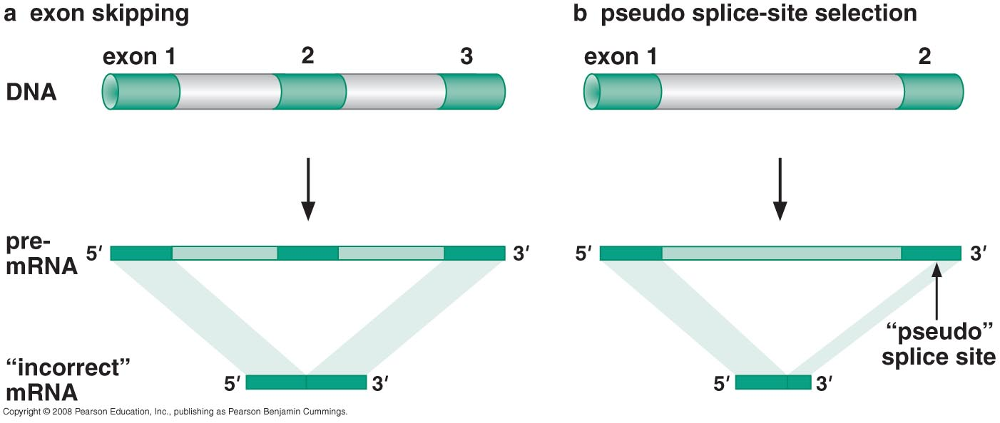 a exon skipping
exon 1 2 3
DNA
pre-
mRNA
5′ 3′
“incorrect”
mRNA
5′ 3′
b pseudo splice-site selection
exon 1 2
5′ 3′
“pseudo”
splice site
5′ 3′
Copyright © 2008 Pearson Education, Inc., publishing as Pearson Benjamin Cummings.